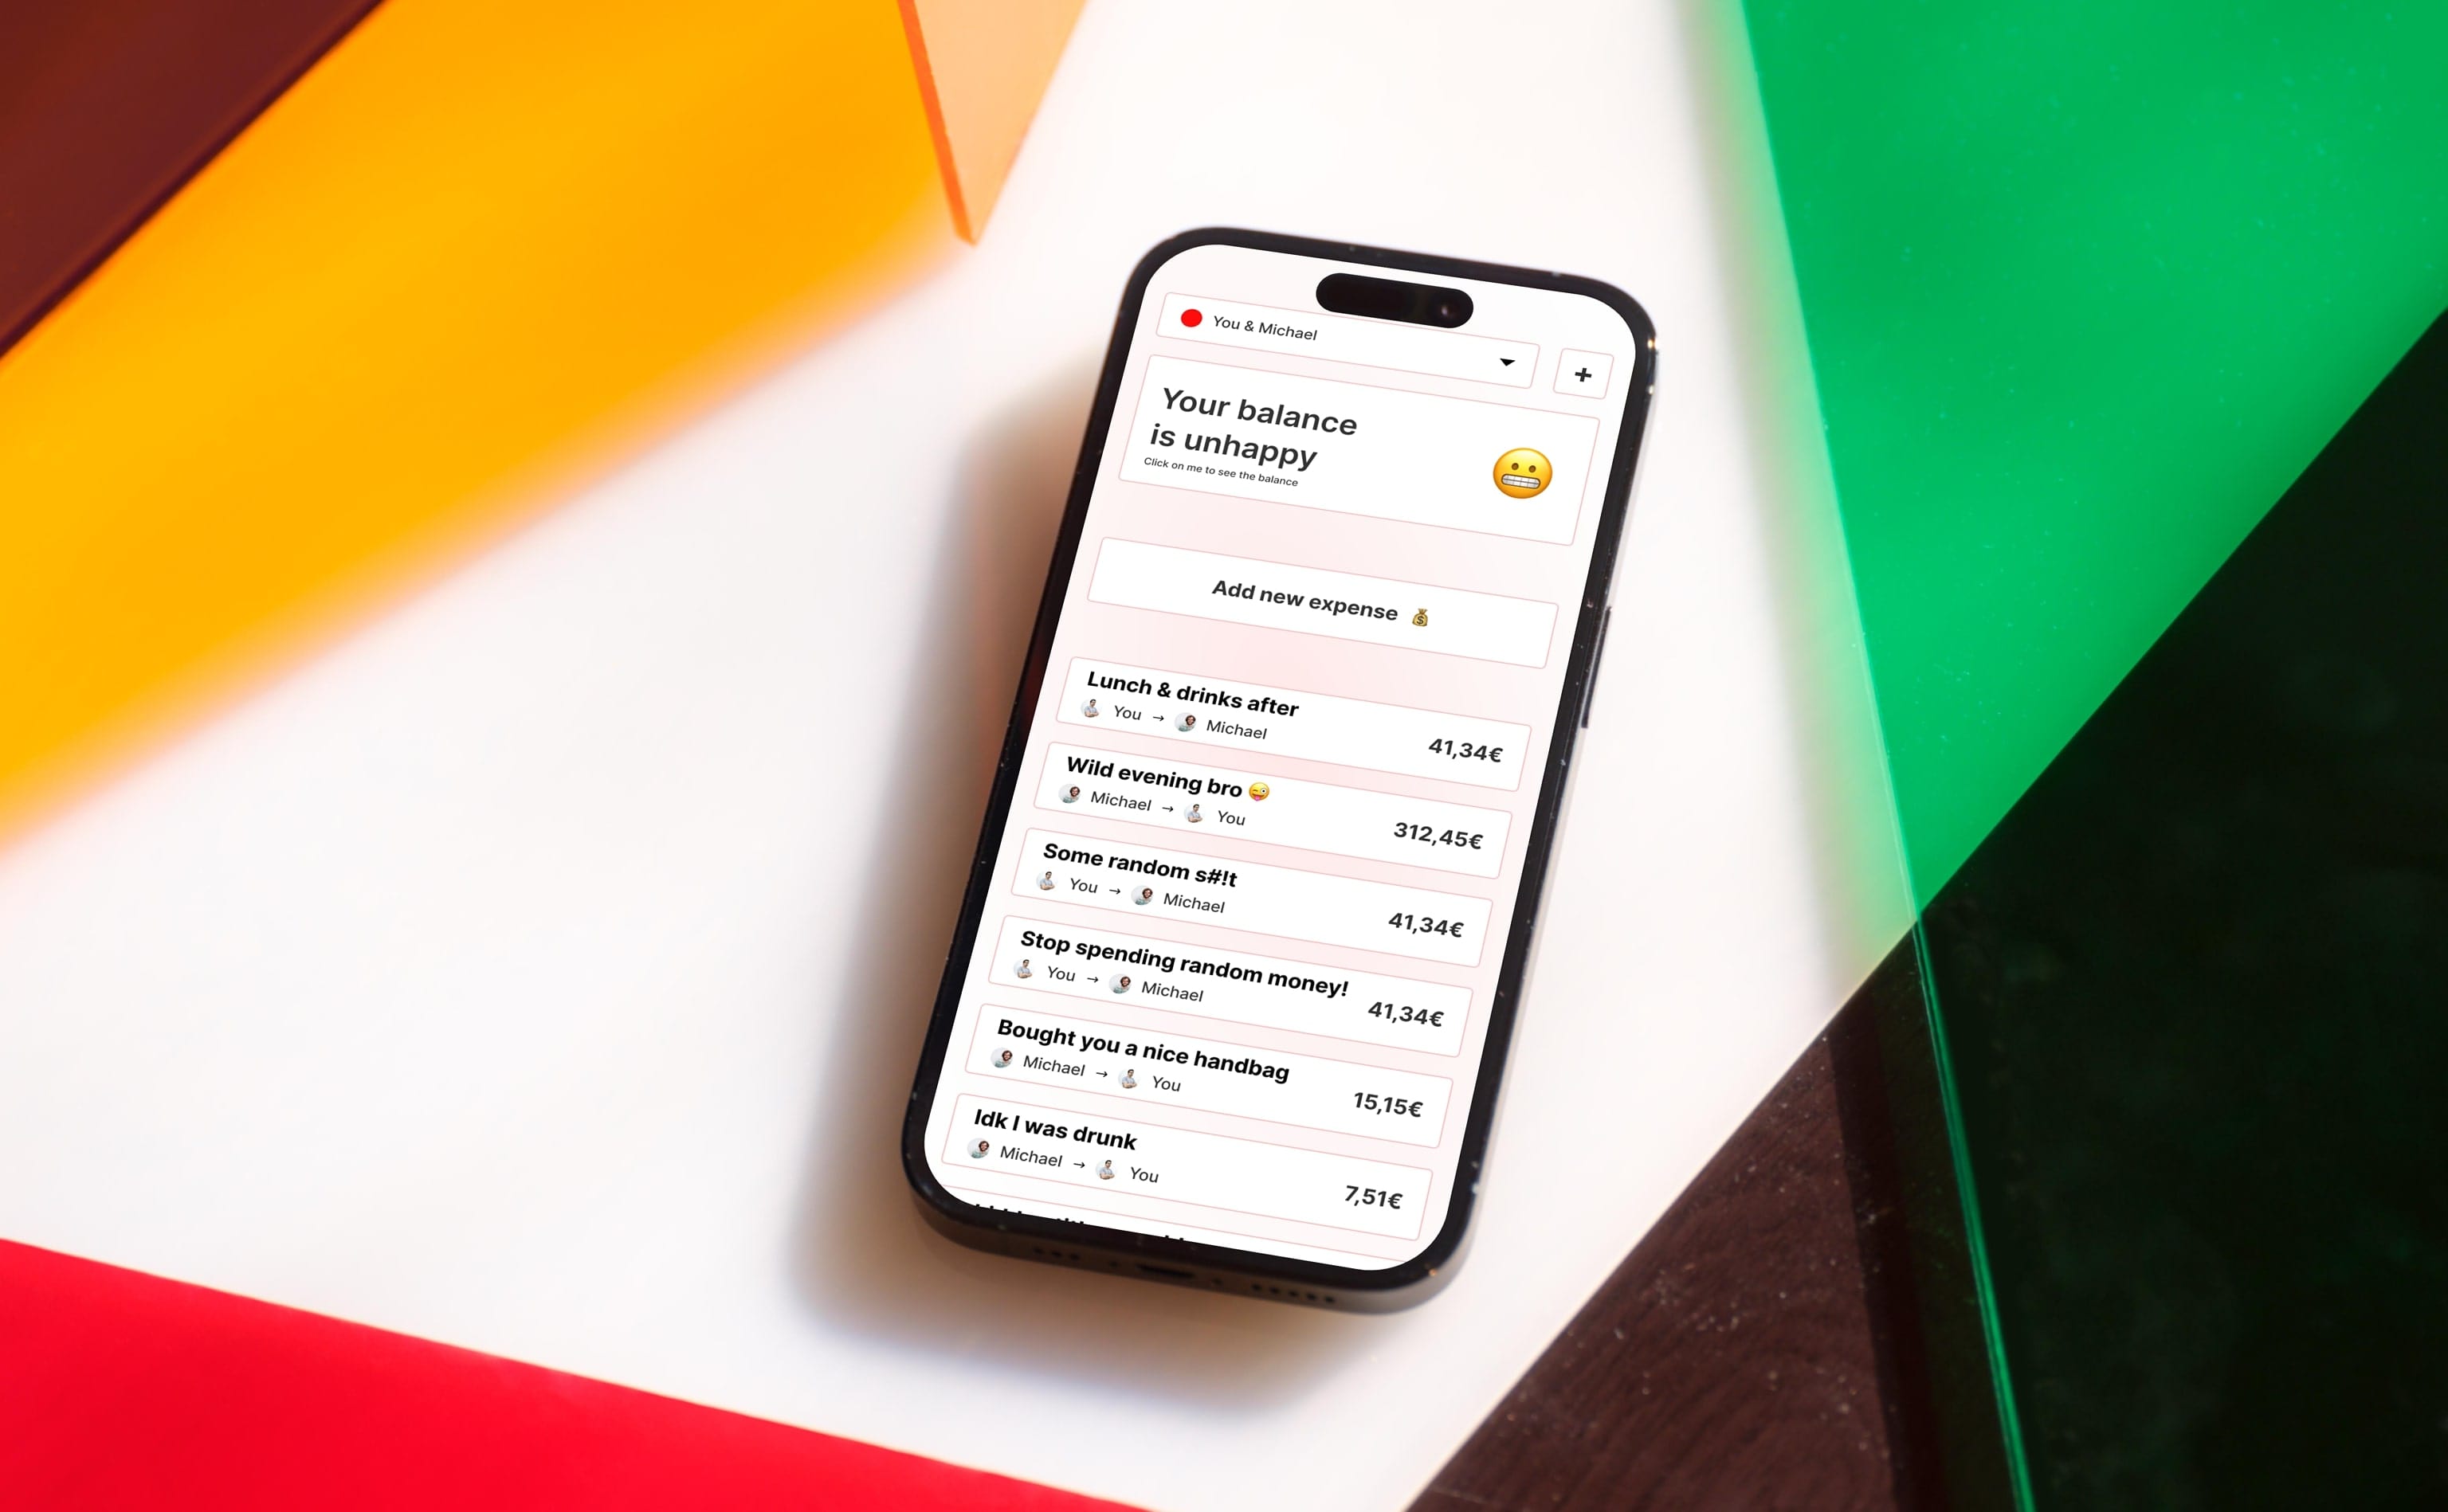 You & Michael
+
Your balance
is unhappy
Click on me to see the balance
Add new expense 💰
Lunch & drinks after
You → Michael
41,34€
Wild evening bro 😜
Michael → You
312,45€
Some random s#!t
You → Michael
41,34€
Stop spending random money!
You → Michael
41,34€
Bought you a nice handbag
Michael → You
15,15€
Idk I was drunk
Michael → You
7,51€